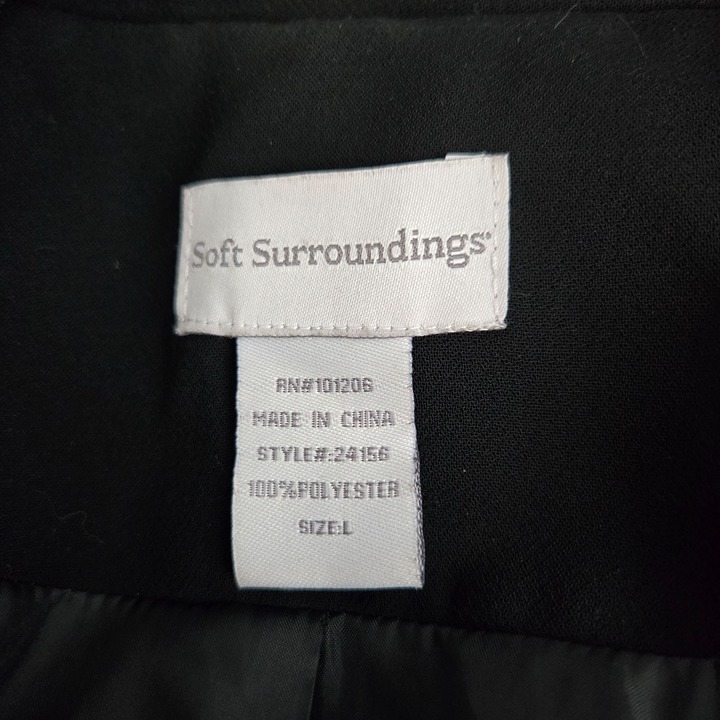 Soft Surroundings
RN#101206
MADE IN CHINA
STYLE#:24156
100%POLYESTER
SIZE:L